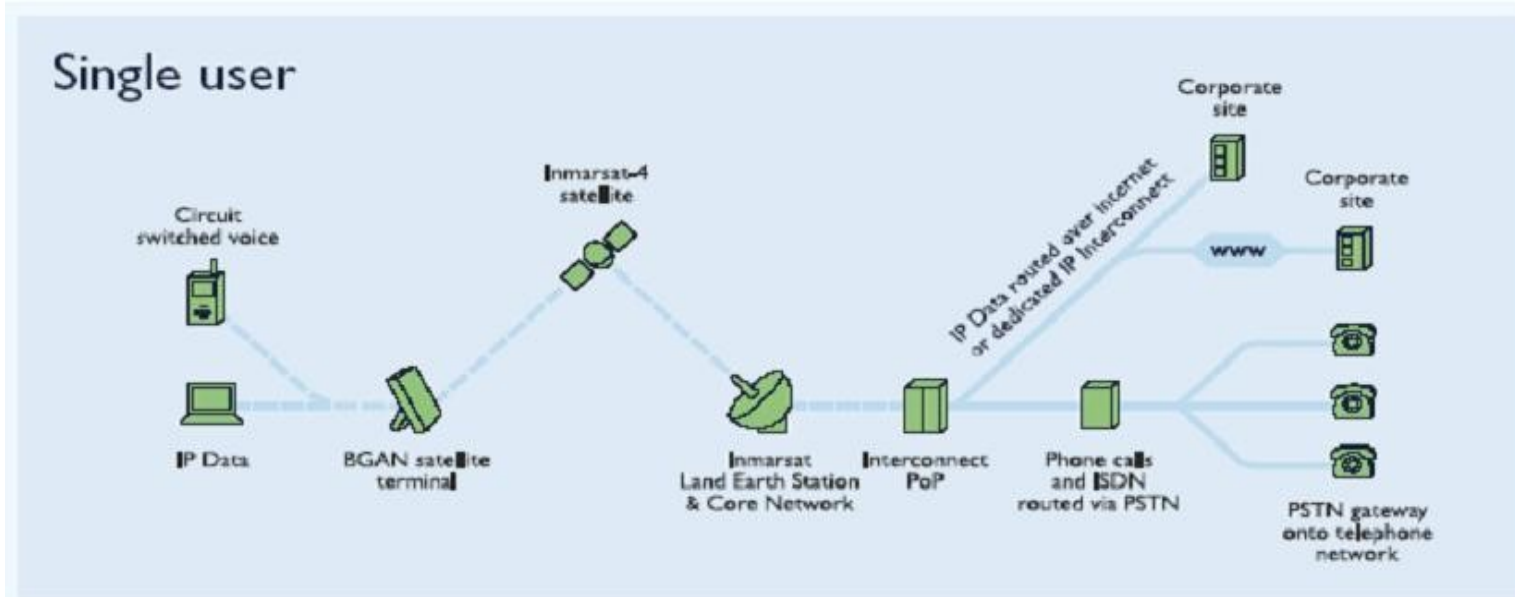 Single user
Corporate
site
Inmarsat-4
satellite
Corporate
site
Circuit
switched voice
IP Data routed over internet
or dedicated IP Interconnect
www
IP Data
BGAN satellite
terminal
Inmarsat
Land Earth Station
& Core Network
Interconnect
PoP
Phone calls
and ISDN
routed via PSTN
PSTN gateway
onto telephone
network